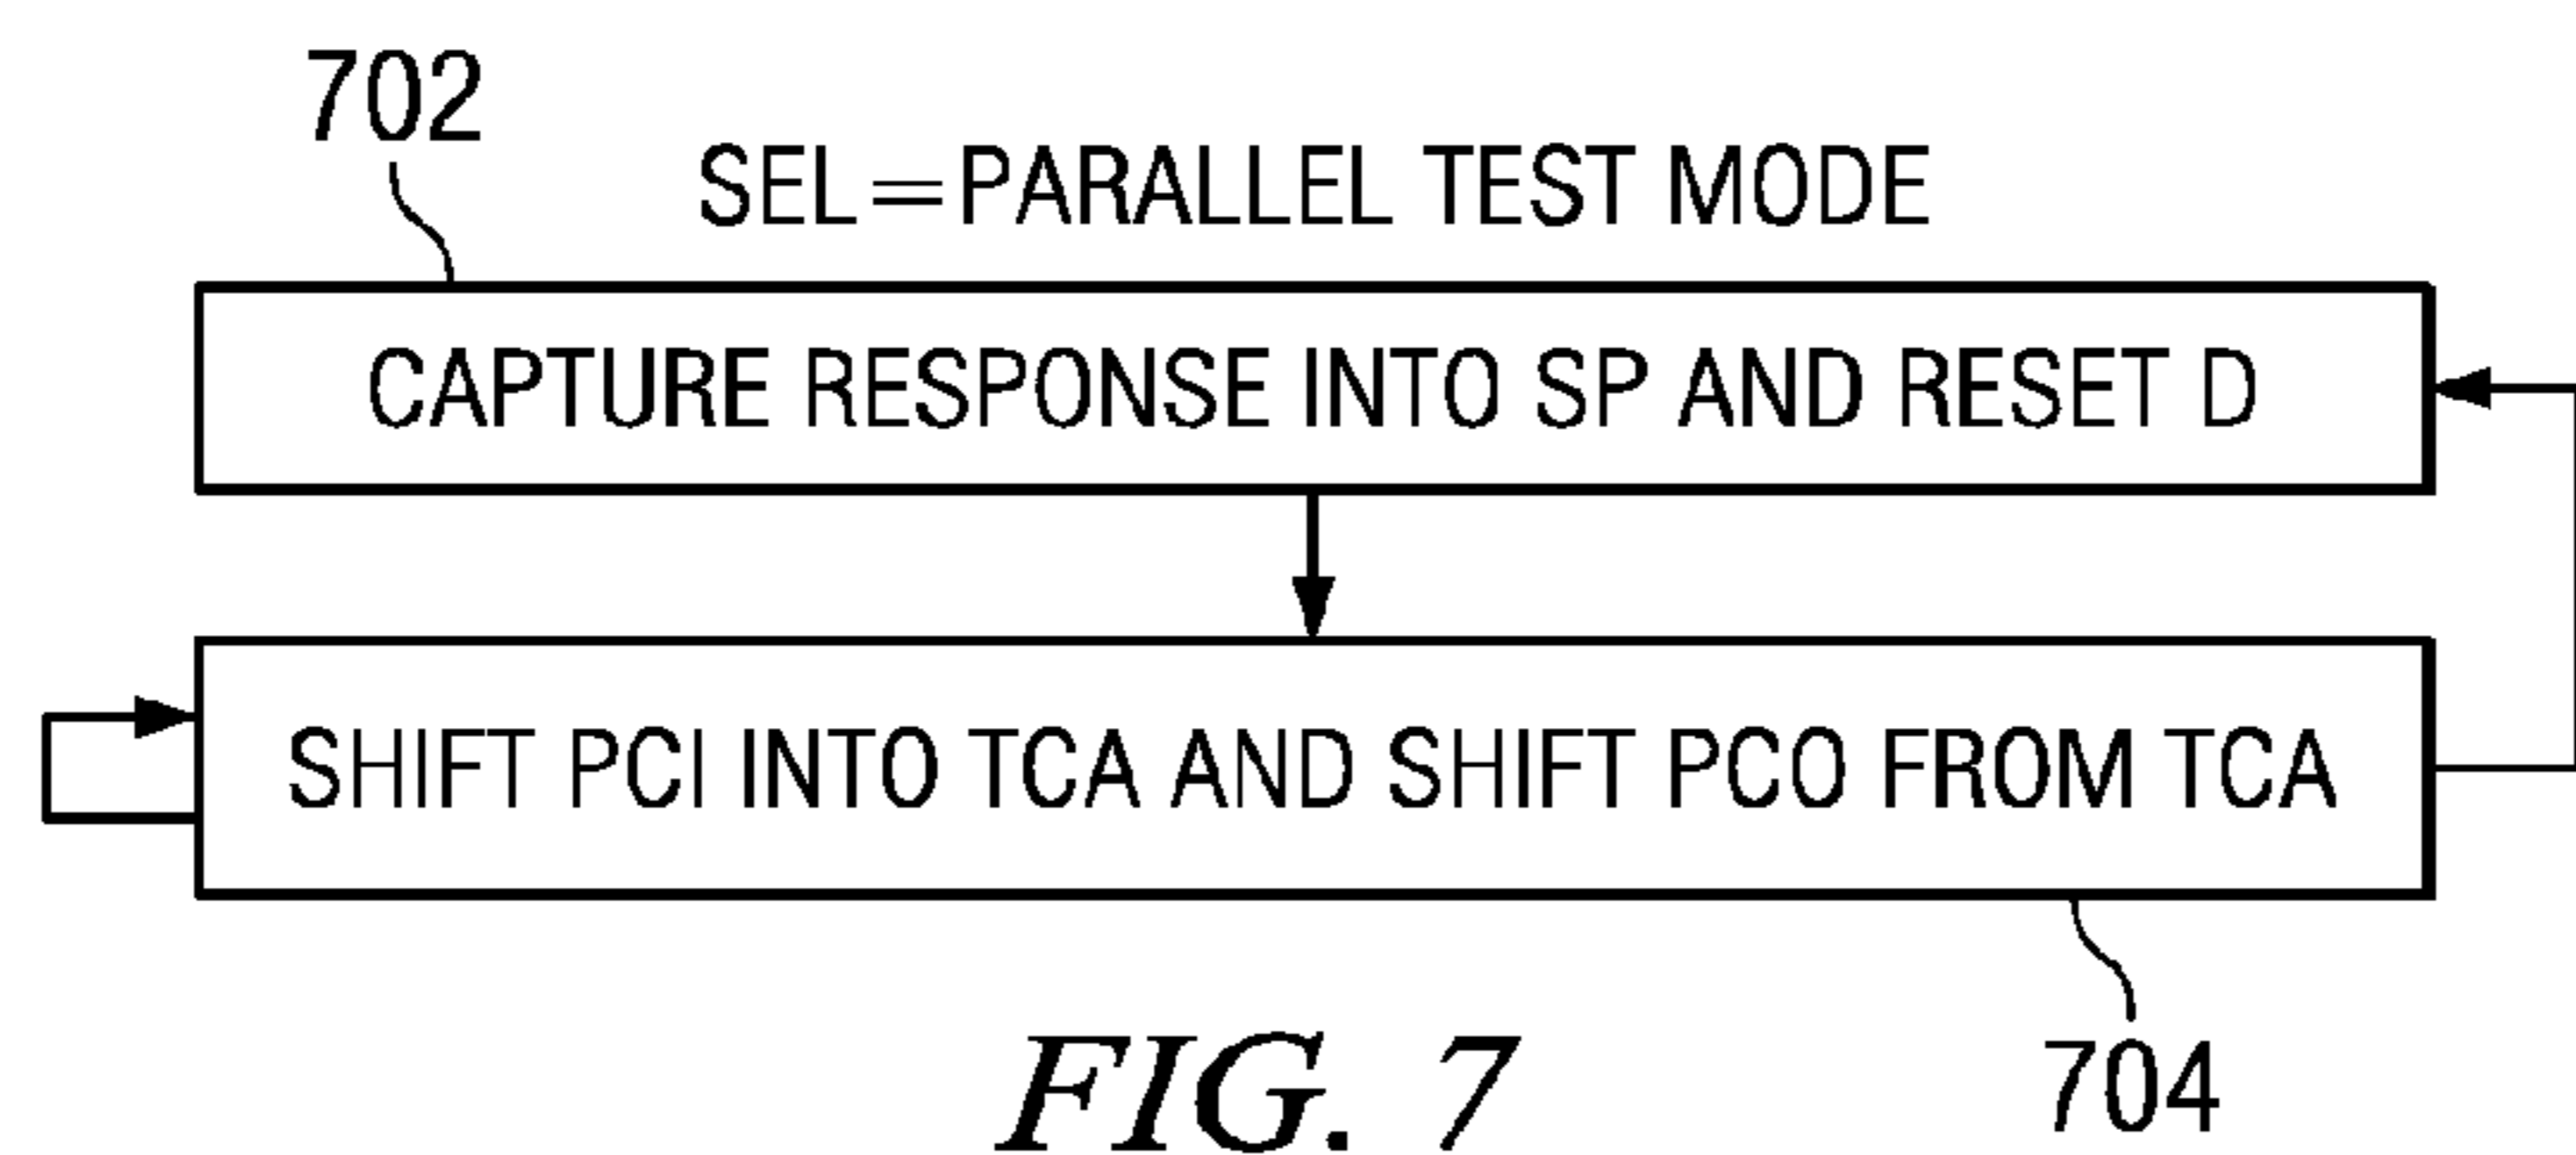 702
SEL=PARALLEL TEST MODE
CAPTURE RESPONSE INTO SP AND RESET D
SHIFT PCI INTO TCA AND SHIFT PCO FROM TCA
704
FIG. 7